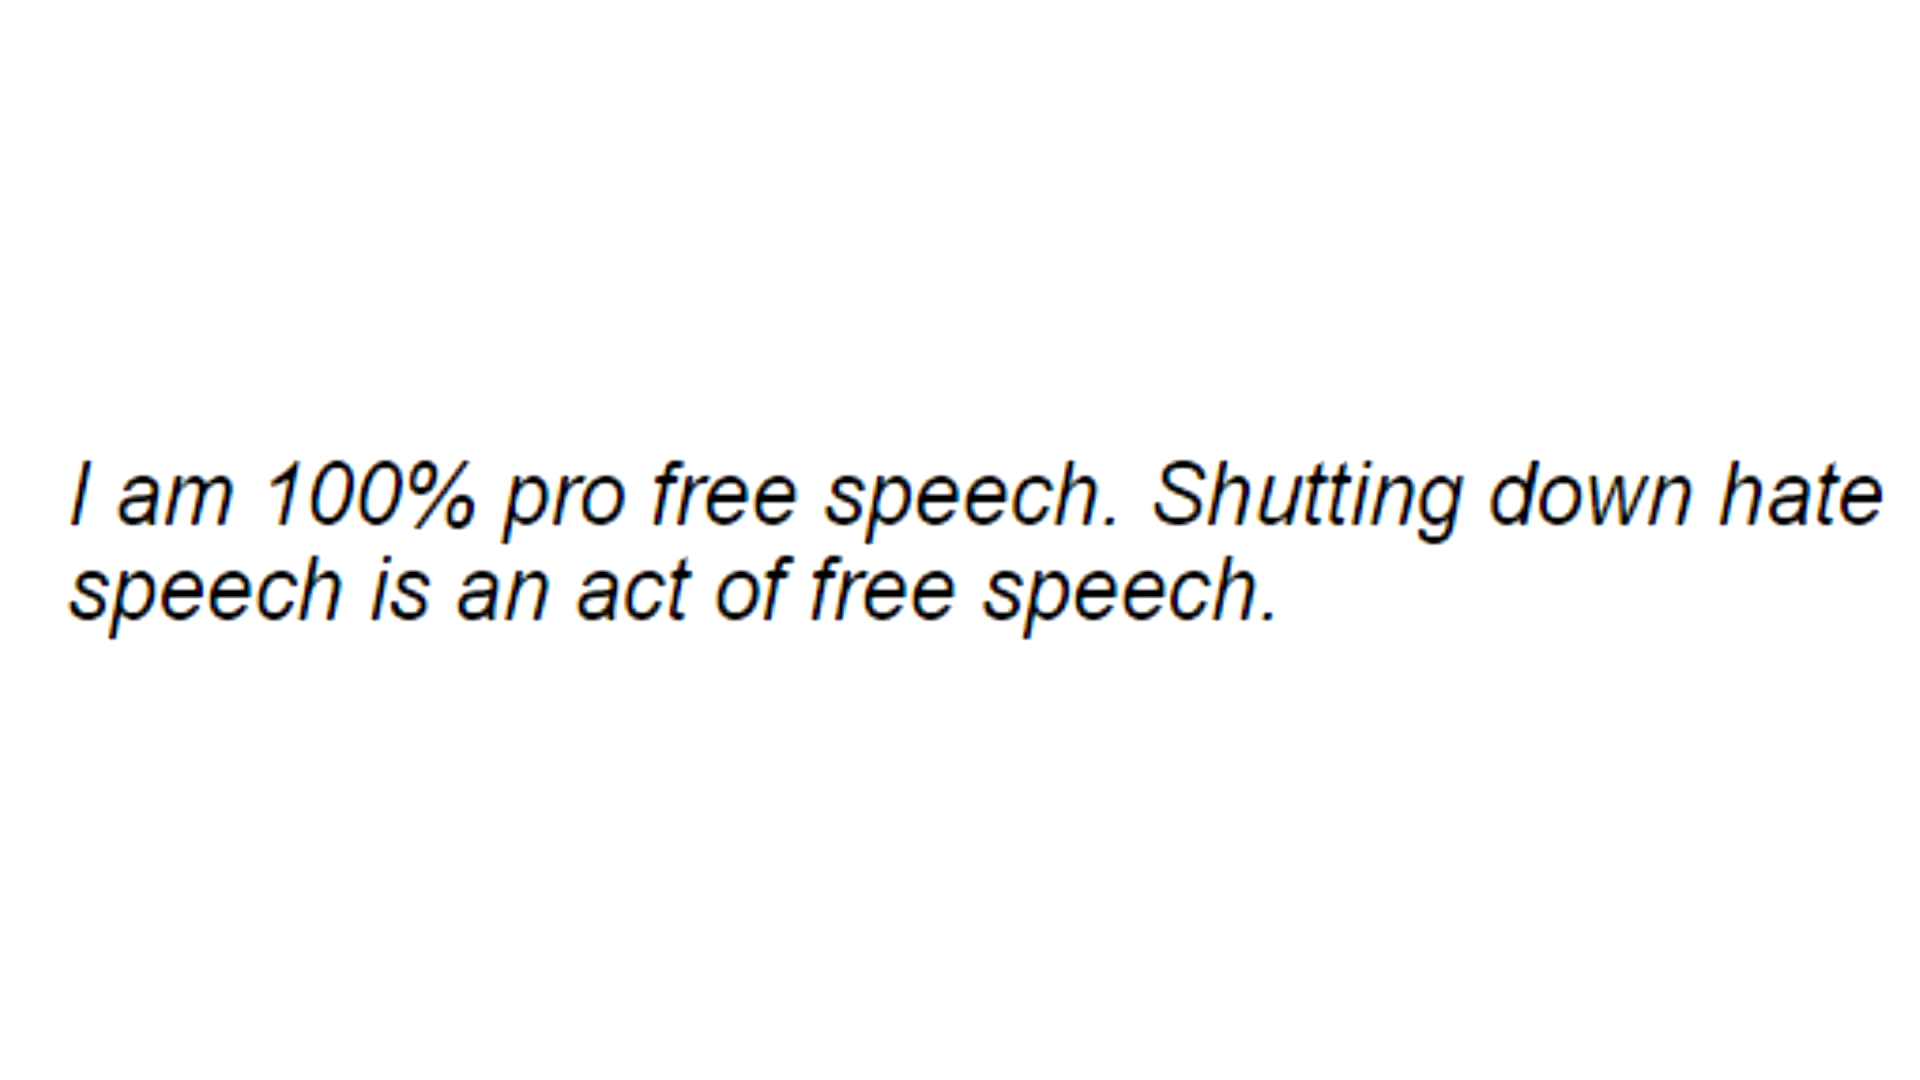 I am 100% pro free speech. Shutting down hate
speech is an act of free speech.